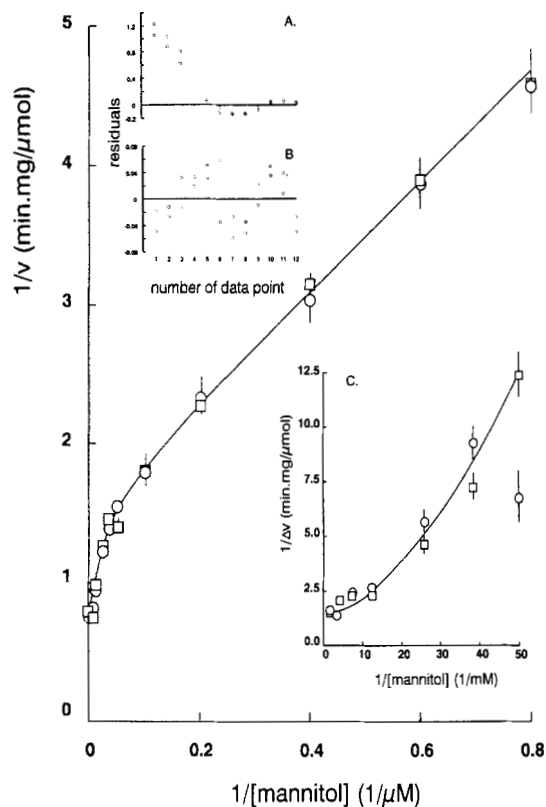 A.
1.2
0.8
0.4
0
-0.2
residuals
B
0.08
0.04
0
-0.04
-0.08
1 2 3 4 5 6 7 8 9 10 11 12
number of data point
5
4
3
2
1
0
1/v (min.mg/μmol)
C.
12.5
10.0
7.5
5.0
2.5
0.0
1/Δv (min.mg/μmol)
0 10 20 30 40 50
1/[mannitol] (1/mM)
0 0.2 0.4 0.6 0.8
1/[mannitol] (1/μM)